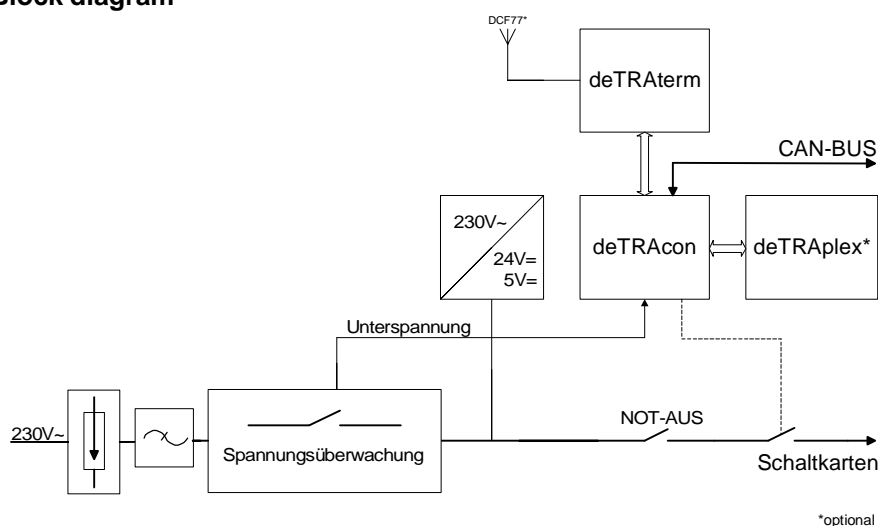 Block diagram
DCF77*
deTRAterm
CAN-BUS
230V~
24V=
5V=
deTRAcon
deTRAplex*
Unterspannung
230V~
Spannungsüberwachung
NOT-AUS
Schaltkarten
*optional